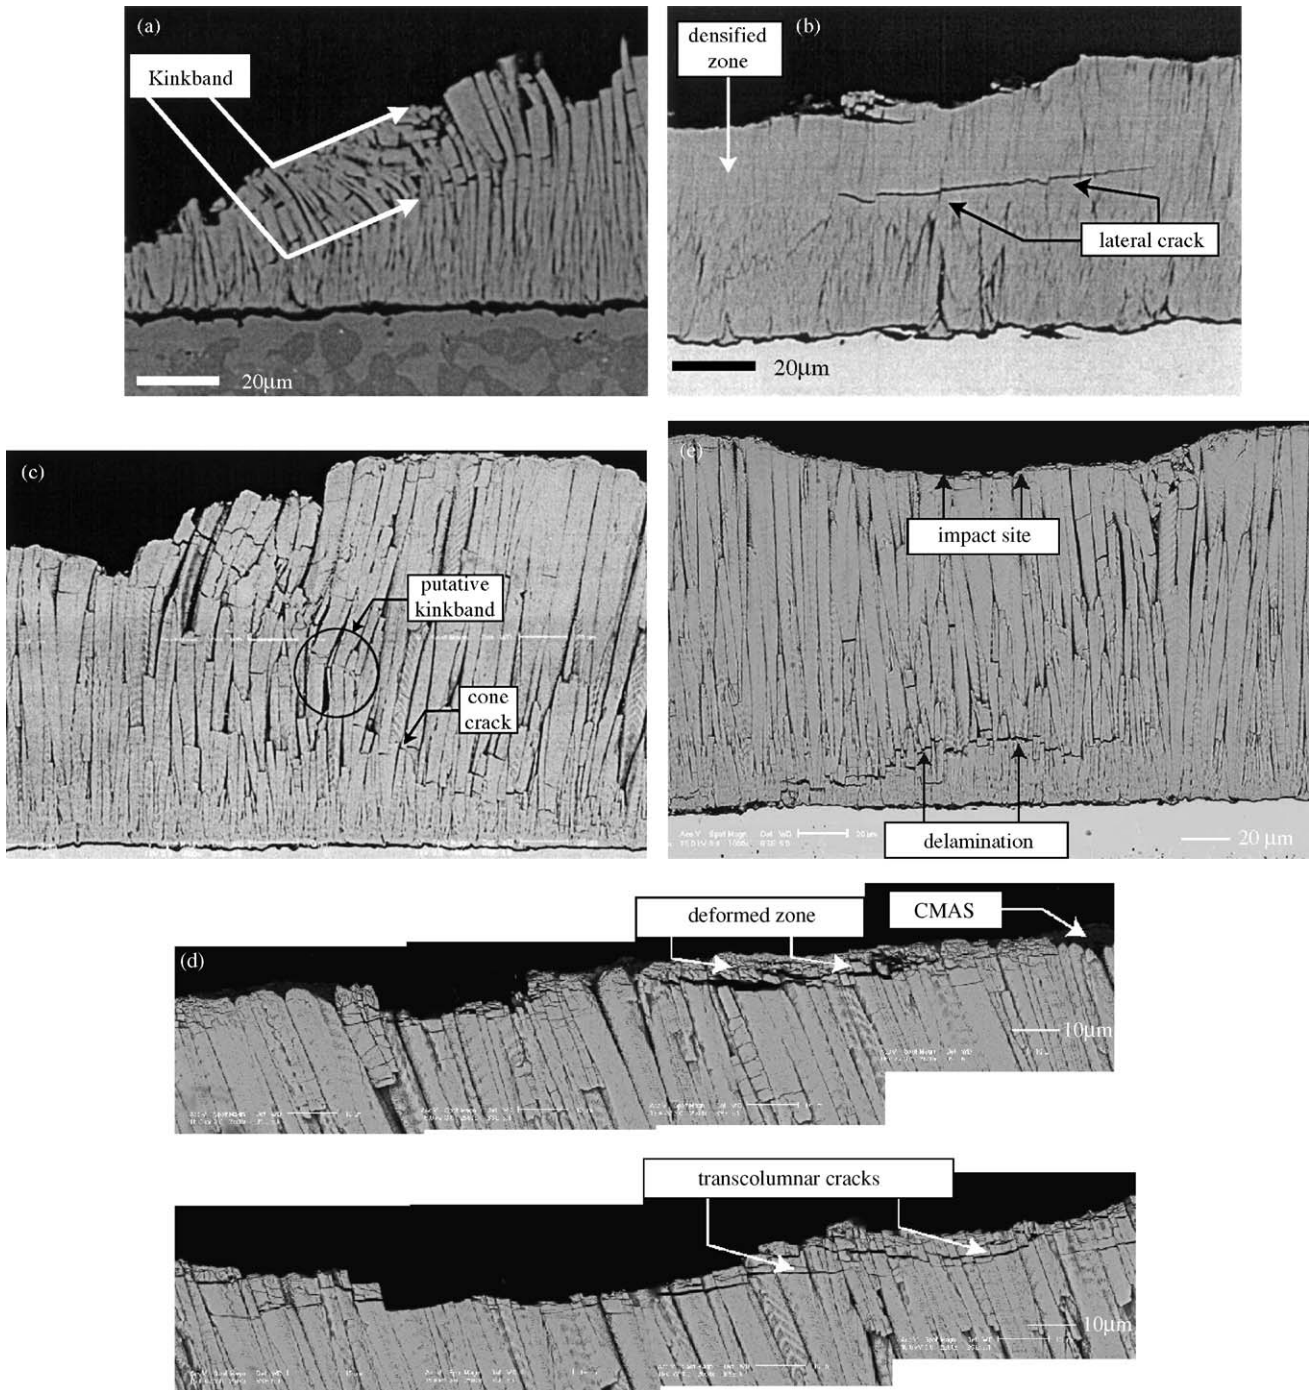 (a)
Kinkband
20μm
(b)
densified
zone
lateral crack
20μm
(c)
putative
kinkband
cone
crack
(e)
impact site
delamination
20 μm
(d)
deformed zone
CMAS
10μm
transcolumnar cracks
10μm